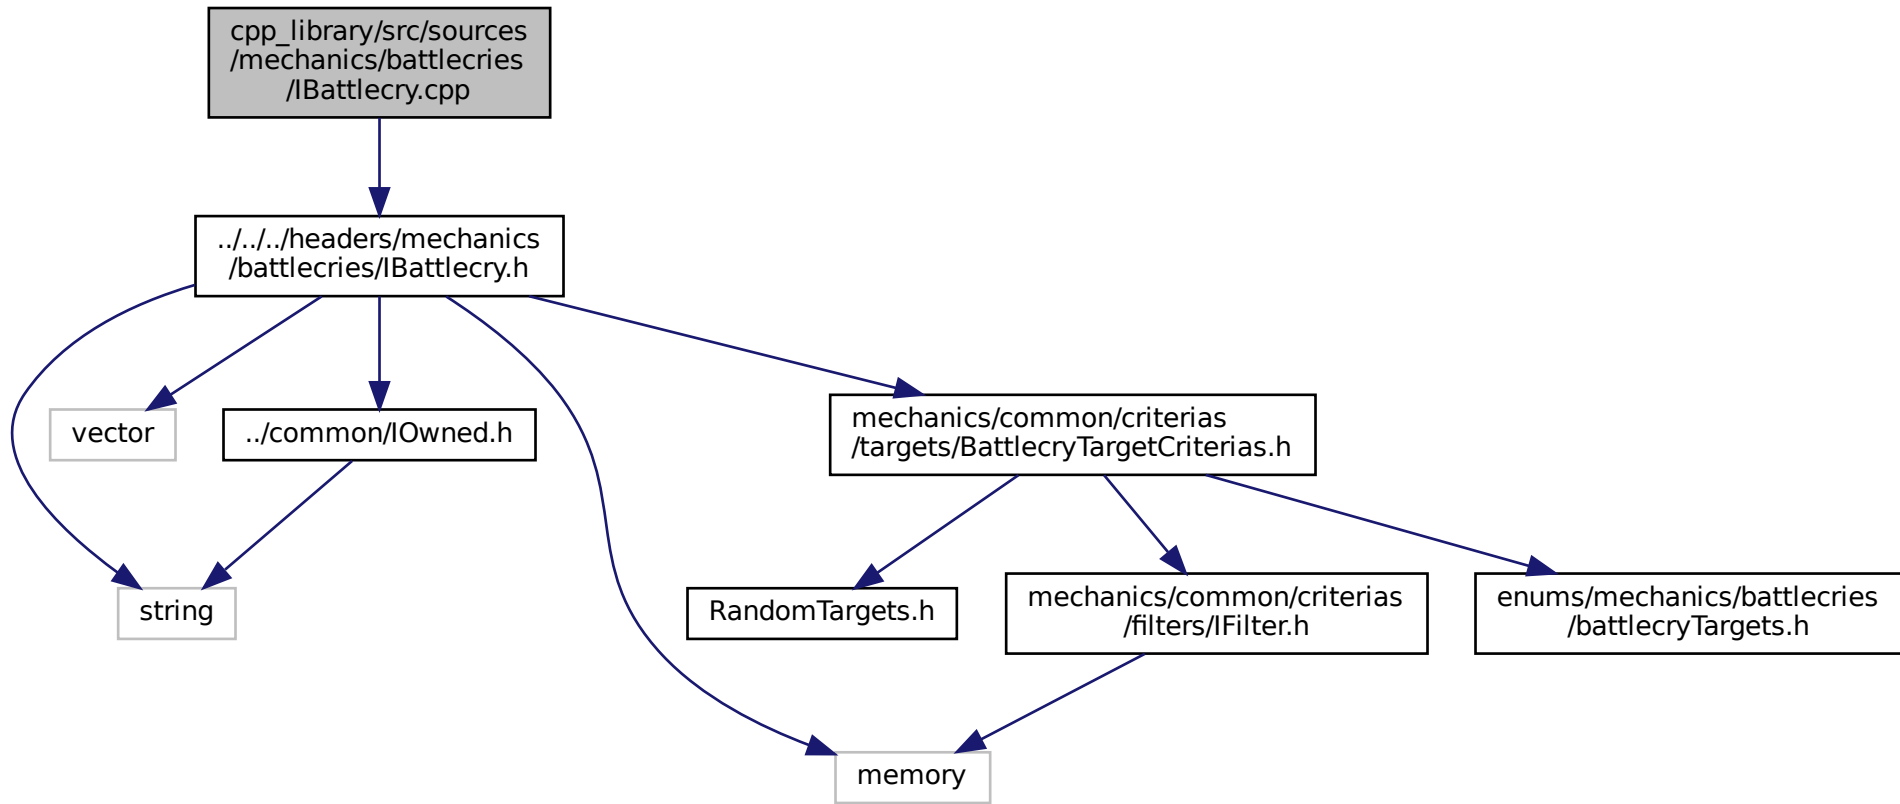 cpp_library/src/sources
/mechanics/battlecries
/IBattlecry.cpp
../../../headers/mechanics
/battlecries/IBattlecry.h
vector
../common/IOwned.h
mechanics/common/criterias
/targets/BattlecryTargetCriterias.h
string
RandomTargets.h
mechanics/common/criterias
/filters/IFilter.h
enums/mechanics/battlecries
/battlecryTargets.h
memory